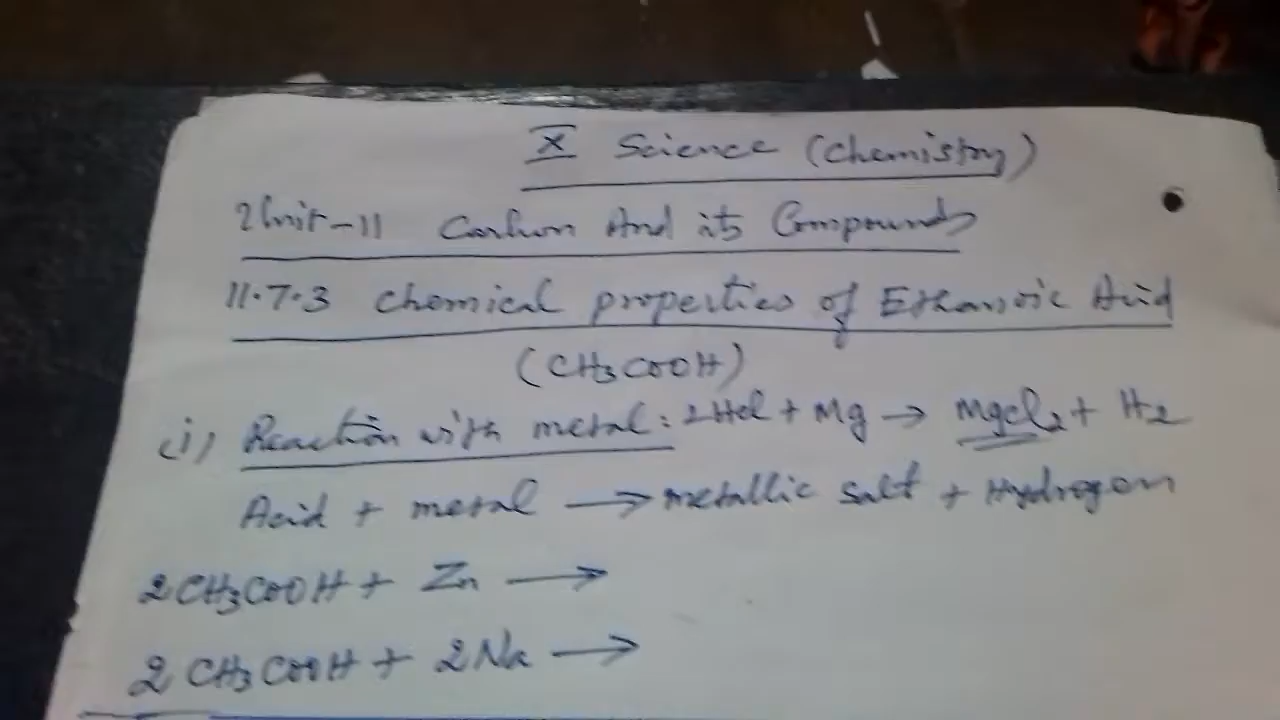 X Science (Chemistry)
Unit-11 Carbon And its Compounds
11.7.3 Chemical properties of Ethanoic Acid
(CH3COOH)
(i) Reaction with metal: 2HCl + Mg → MgCl2 + H2
Acid + metal → metallic salt + Hydrogen
2CH3COOH + Zn →
2CH3COOH + 2Na →